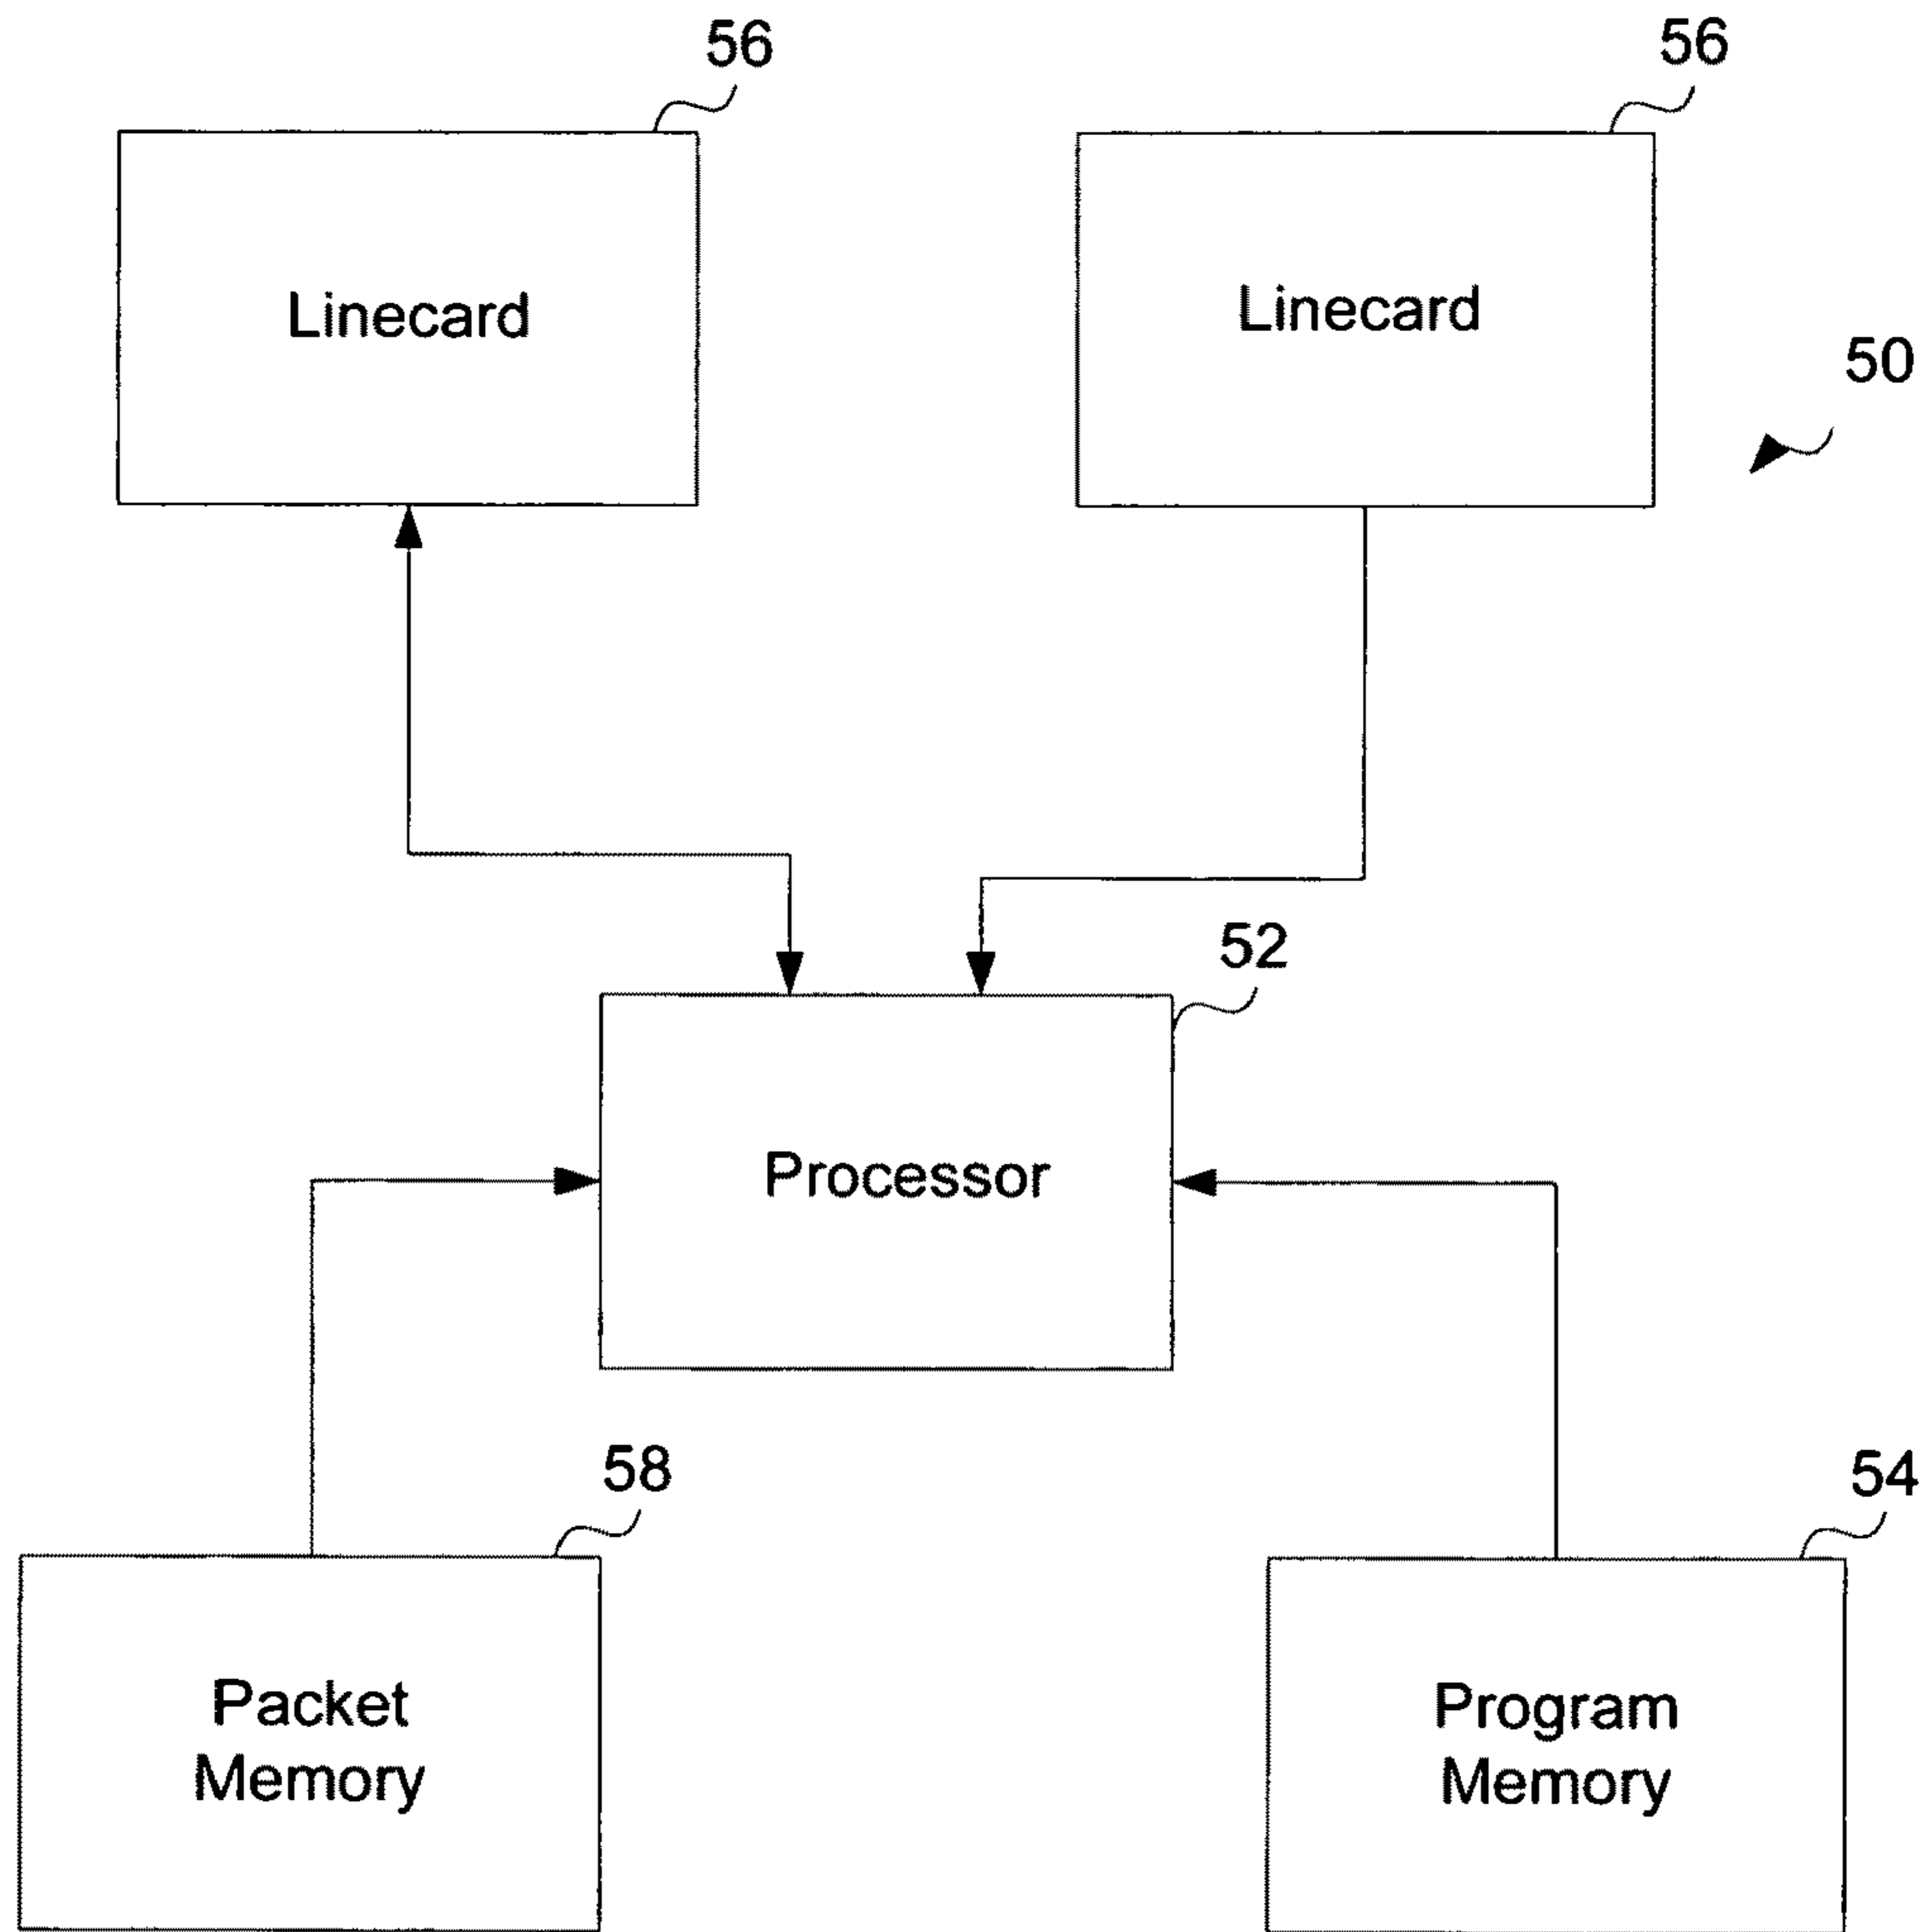 56
56
Linecard
Linecard
50
52
Processor
58
54
Packet
Memory
Program
Memory